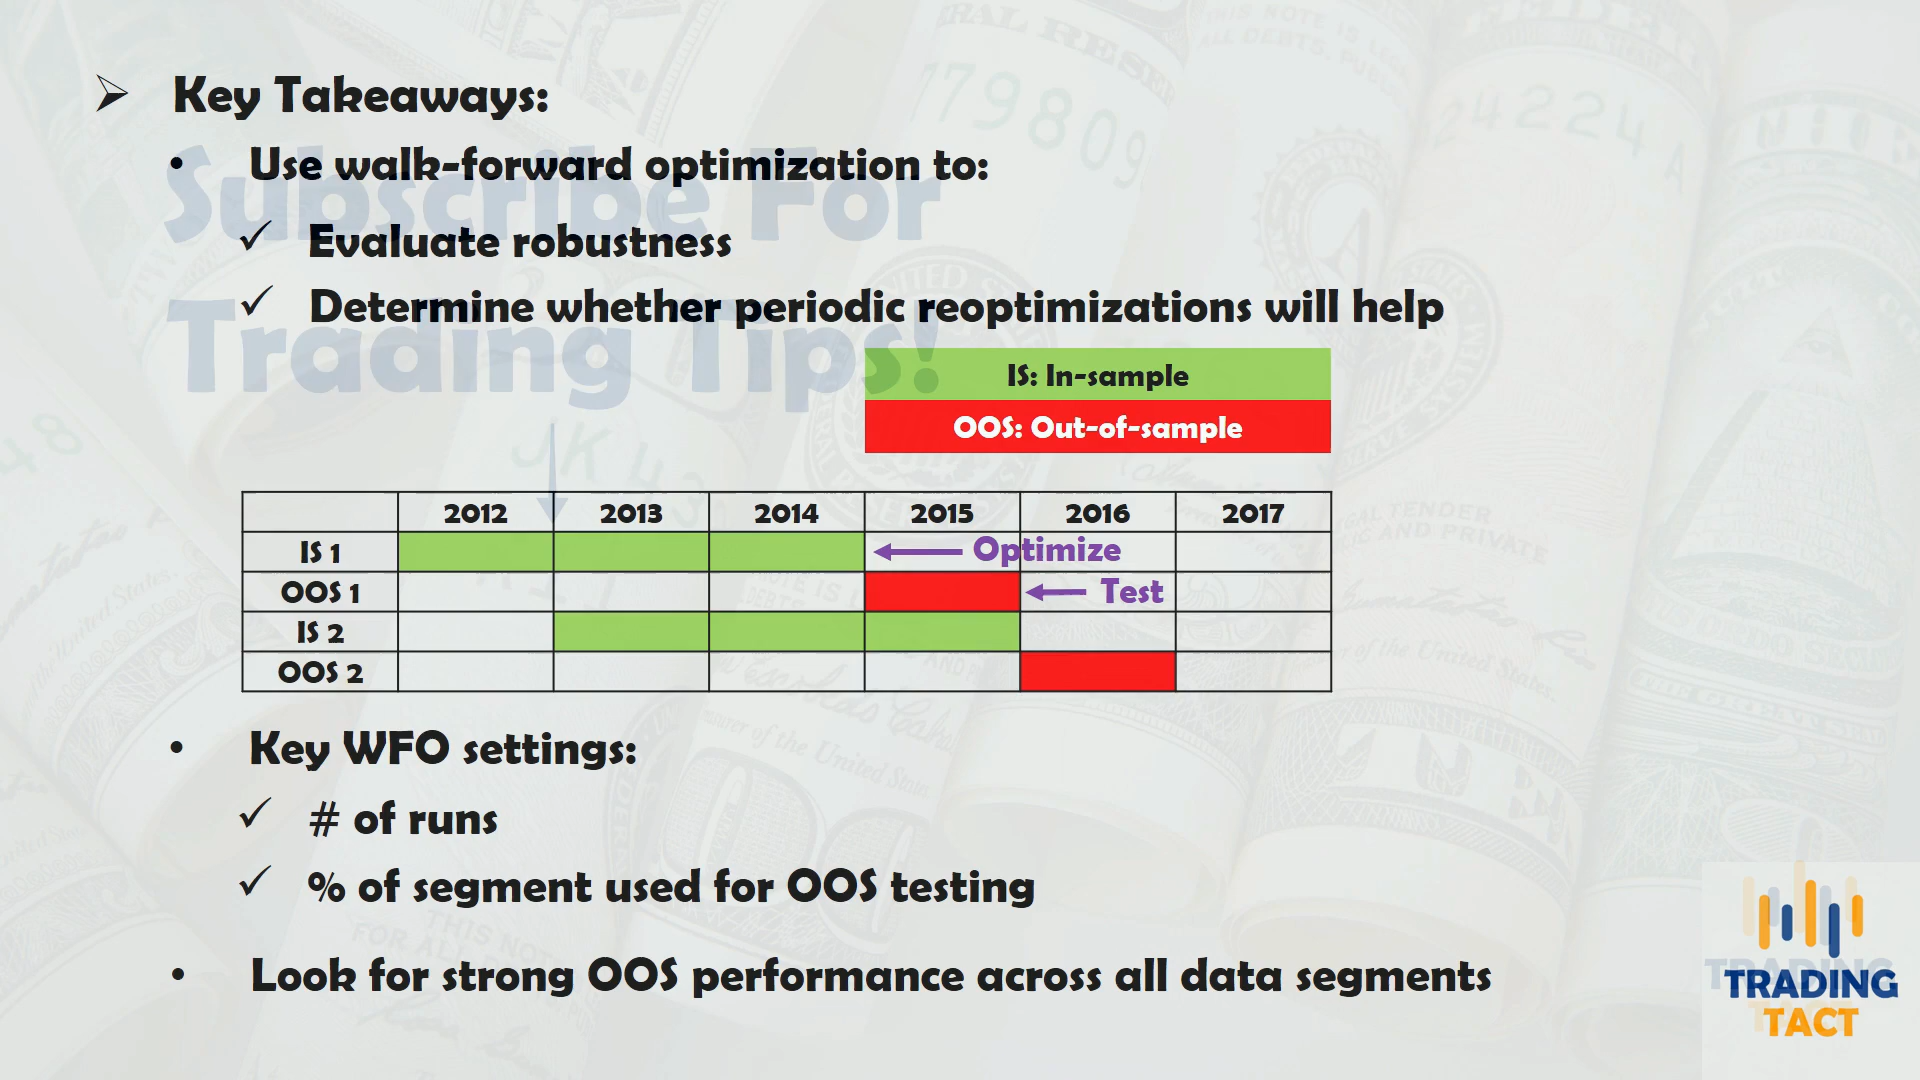 Key Takeaways:
Use walk-forward optimization to:
Subscribe For
Evaluate robustness
Determine whether periodic reoptimizations will help
Trading Tips!
IS: In-sample
OOS: Out-of-sample
2012 2013 2014 2015 2016 2017
IS 1 Optimize
OOS 1 Test
IS 2
OOS 2
Key WFO settings:
# of runs
% of segment used for OOS testing
Look for strong OOS performance across all data segments
TRADING
TACT